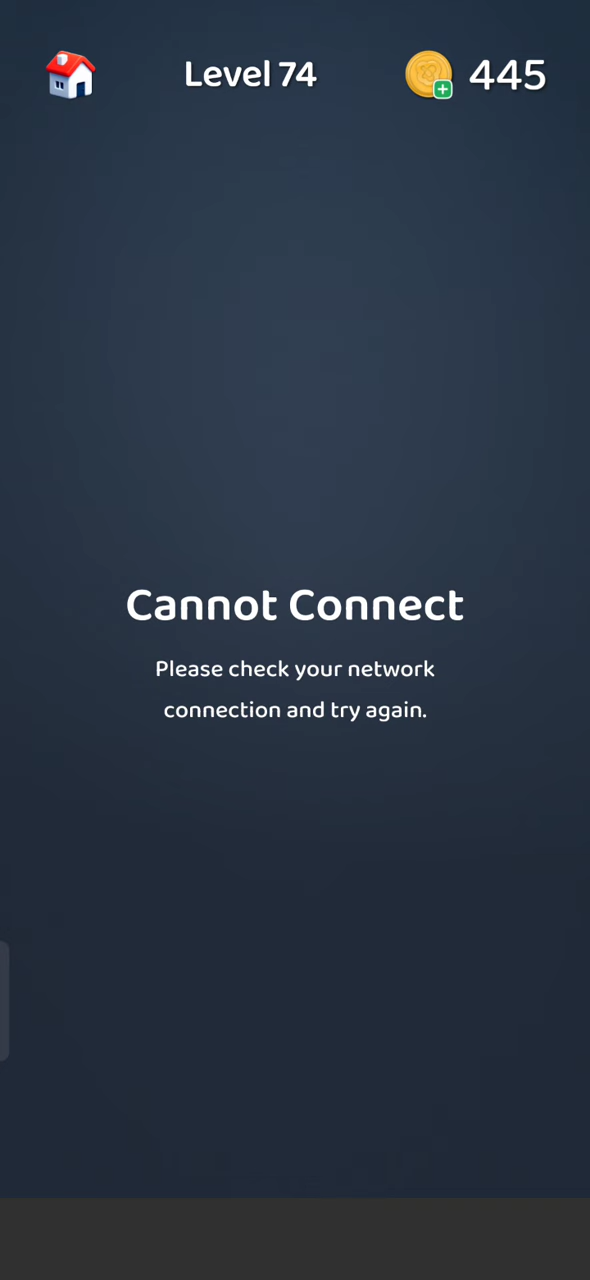 Level 74
445
Cannot Connect
Please check your network
connection and try again.